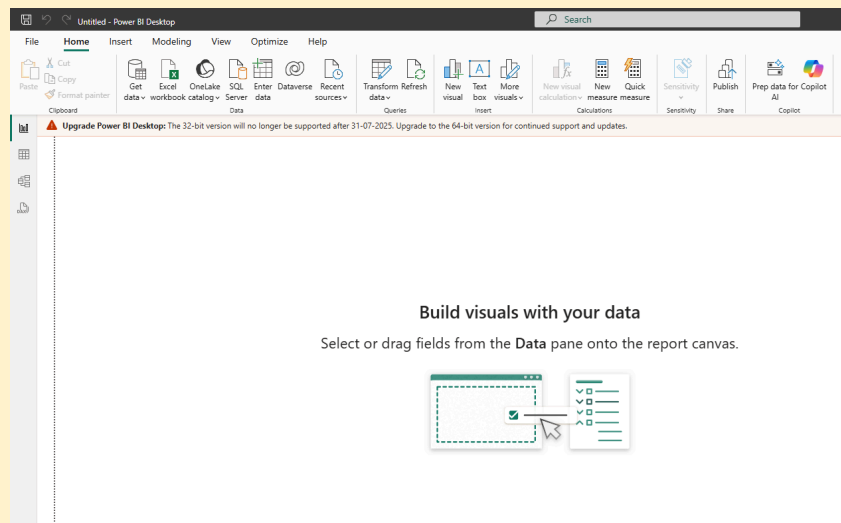 Untitled - Power BI Desktop
Search
File Home Insert Modeling View Optimize Help
Paste
Cut
Copy
Format painter
Clipboard
Get data
Excel workbook
OneLake catalog
SQL Server
Enter data
Dataverse
Recent sources
Data
Transform data
Refresh
Queries
New visual
Text box
More visuals
Insert
New visual calculation
New measure
Quick measure
Calculations
Sensitivity
Sensitivity
Publish
Share
Prep data for AI
Copilot
Copilot
Upgrade Power BI Desktop: The 32-bit version will no longer be supported after 31-07-2025. Upgrade to the 64-bit version for continued support and updates.
Build visuals with your data
Select or drag fields from the Data pane onto the report canvas.